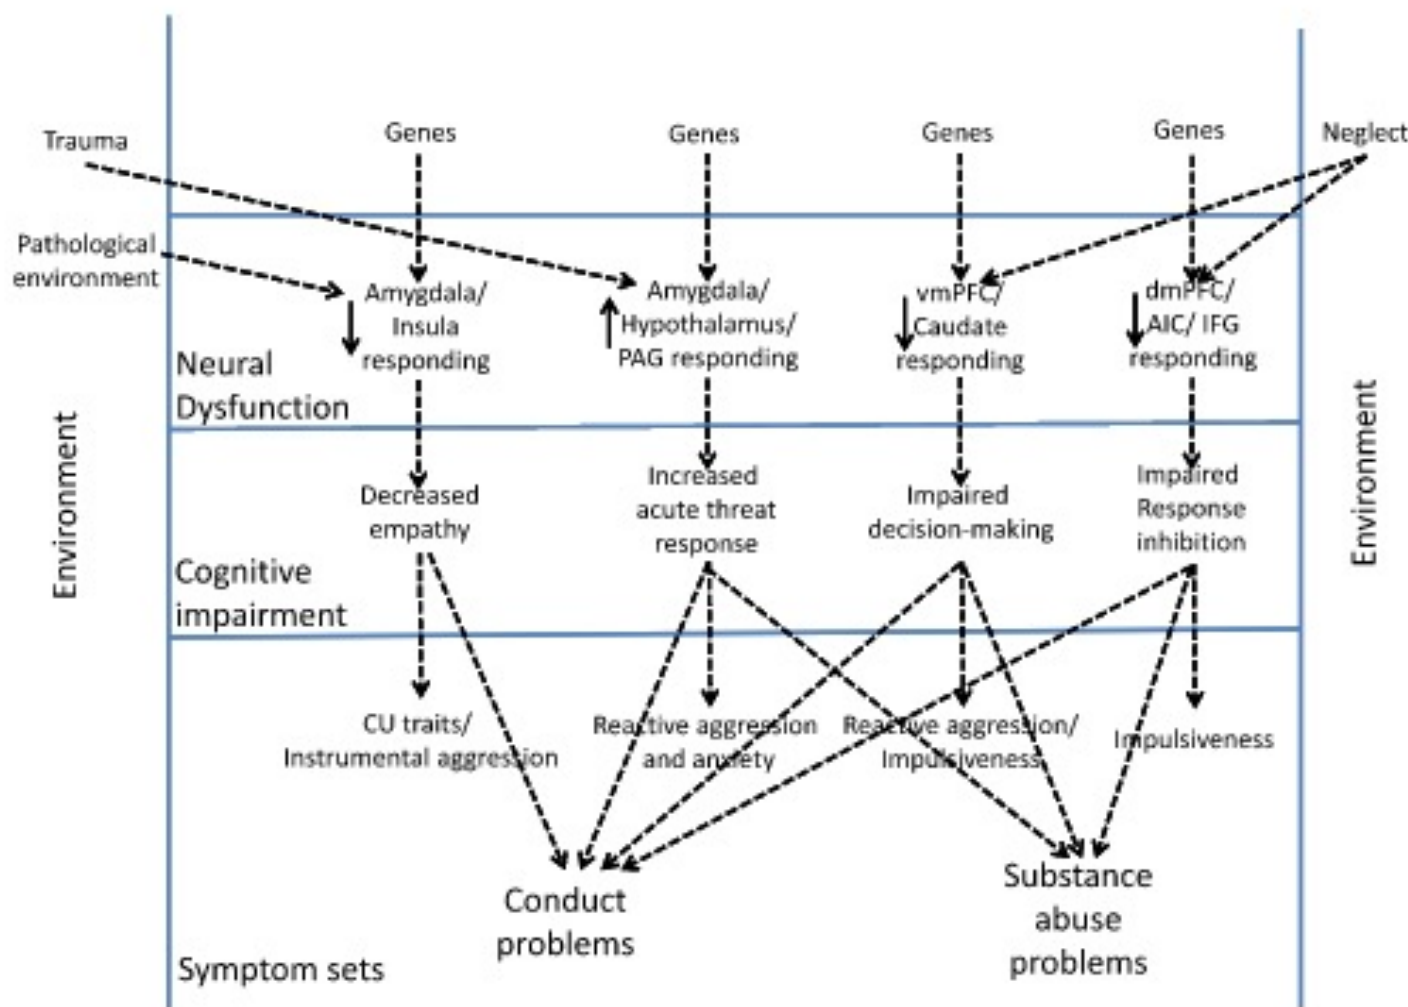 Trauma
Genes
Genes
Genes
Genes
Neglect
Pathological
environment
Amygdala/
Insula
responding
Amygdala/
Hypothalamus/
PAG responding
vmPFC/
Caudate
responding
dmPFC/
AIC/ IFG
responding
Neural
Dysfunction
Environment
Environment
Decreased
empathy
Increased
acute threat
response
Impaired
decision-making
Impaired
Response
inhibition
Cognitive
impairment
CU traits/
Instrumental aggression
Reactive aggression
and anxiety
Reactive aggression/
Impulsiveness
Impulsiveness
Conduct
problems
Substance
abuse
problems
Symptom sets